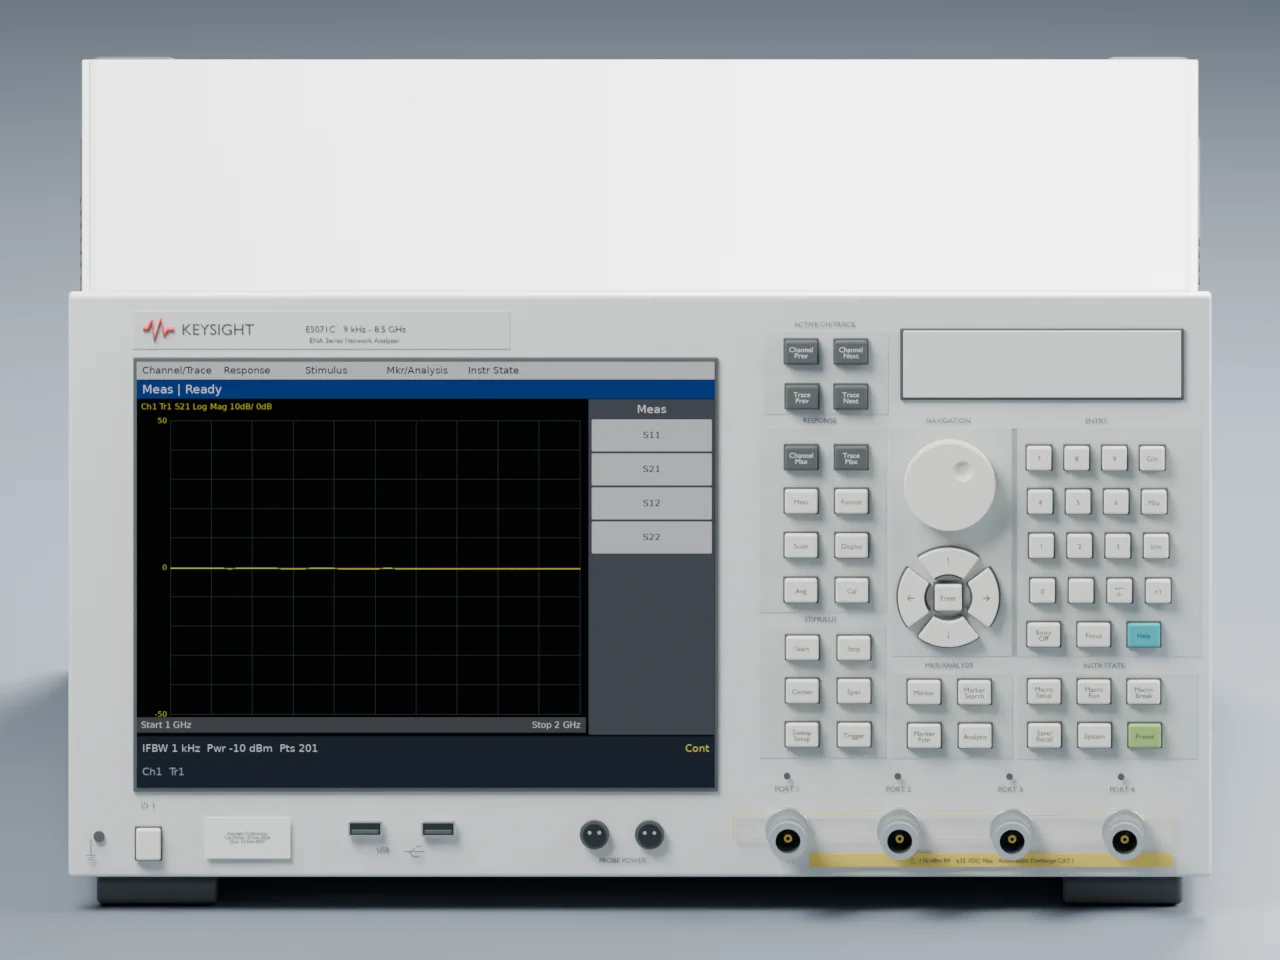 KEYSIGHT
E5071C 9 kHz - 8.5 GHz
ENA Series Network Analyzer
Channel/Trace Response Stimulus Mkr/Analysis Instr State
Meas | Ready
Ch1 Tr1 S21 Log Mag 10dB/ 0dB
50
0
-50
Meas
S11
S21
S12
S22
Start 1 GHz Stop 2 GHz
IFBW 1 kHz Pwr -10 dBm Pts 201 Cont
Ch1 Tr1
USB
PROBE POWER
ACTIVE CH/TRACE
Channel Prev
Channel Next
Trace Prev
Trace Next
RESPONSE
Channel Max
Trace Max
Meas
Format
Scale
Display
Avg
Cal
STIMULUS
Start
Stop
Center
Span
Sweep Setup
Trigger
NAVIGATION
↑
← Enter →
↓
MKR/ANALYSIS
Marker
Marker Search
Marker Fctn
Analysis
ENTRY
7 8 9 G/n
4 5 6 M/u
1 2 3 k/m
0
Entry Off
Focus
Help
INSTR STATE
Macro Setup
Macro Run
Macro Break
Save/Recall
System
Preset
PORT 1
PORT 2
PORT 3
PORT 4